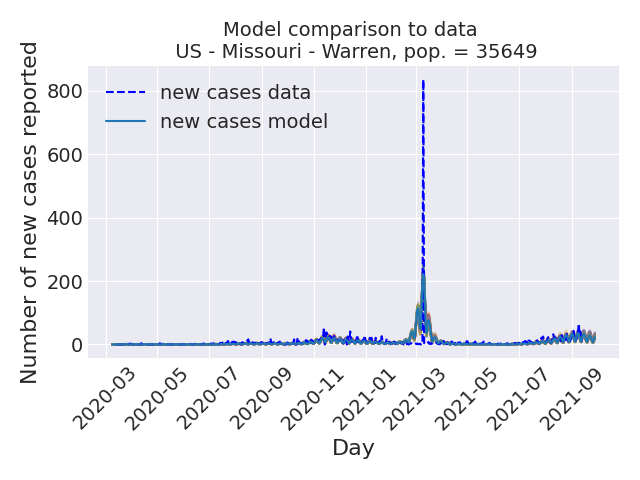 Model comparison to data
US - Missouri - Warren, pop. = 35649
Number of new cases reported
800
600
400
200
0
new cases data
new cases model
2020-03
2020-05
2020-07
2020-09
2020-11
2021-01
2021-03
2021-05
2021-07
2021-09
Day